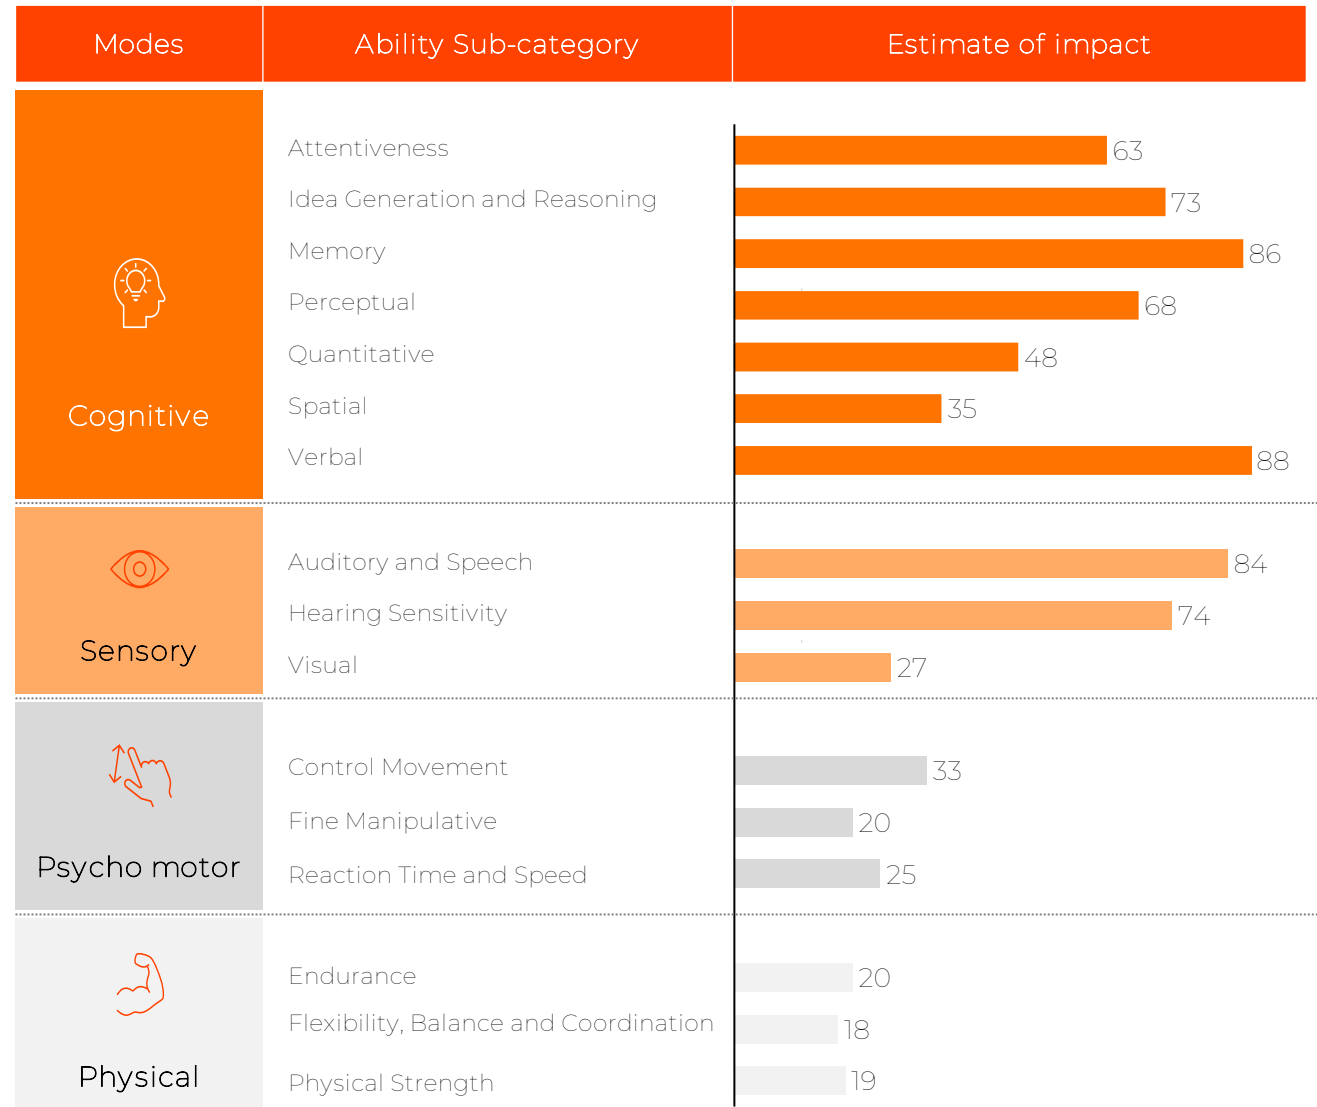 Modes Ability Sub-category Estimate of impact
Cognitive
Attentiveness 63
Idea Generation and Reasoning 73
Memory 86
Perceptual 68
Quantitative 48
Spatial 35
Verbal 88
Sensory
Auditory and Speech 84
Hearing Sensitivity 74
Visual 27
Psycho motor
Control Movement 33
Fine Manipulative 20
Reaction Time and Speed 25
Physical
Endurance 20
Flexibility, Balance and Coordination 18
Physical Strength 19